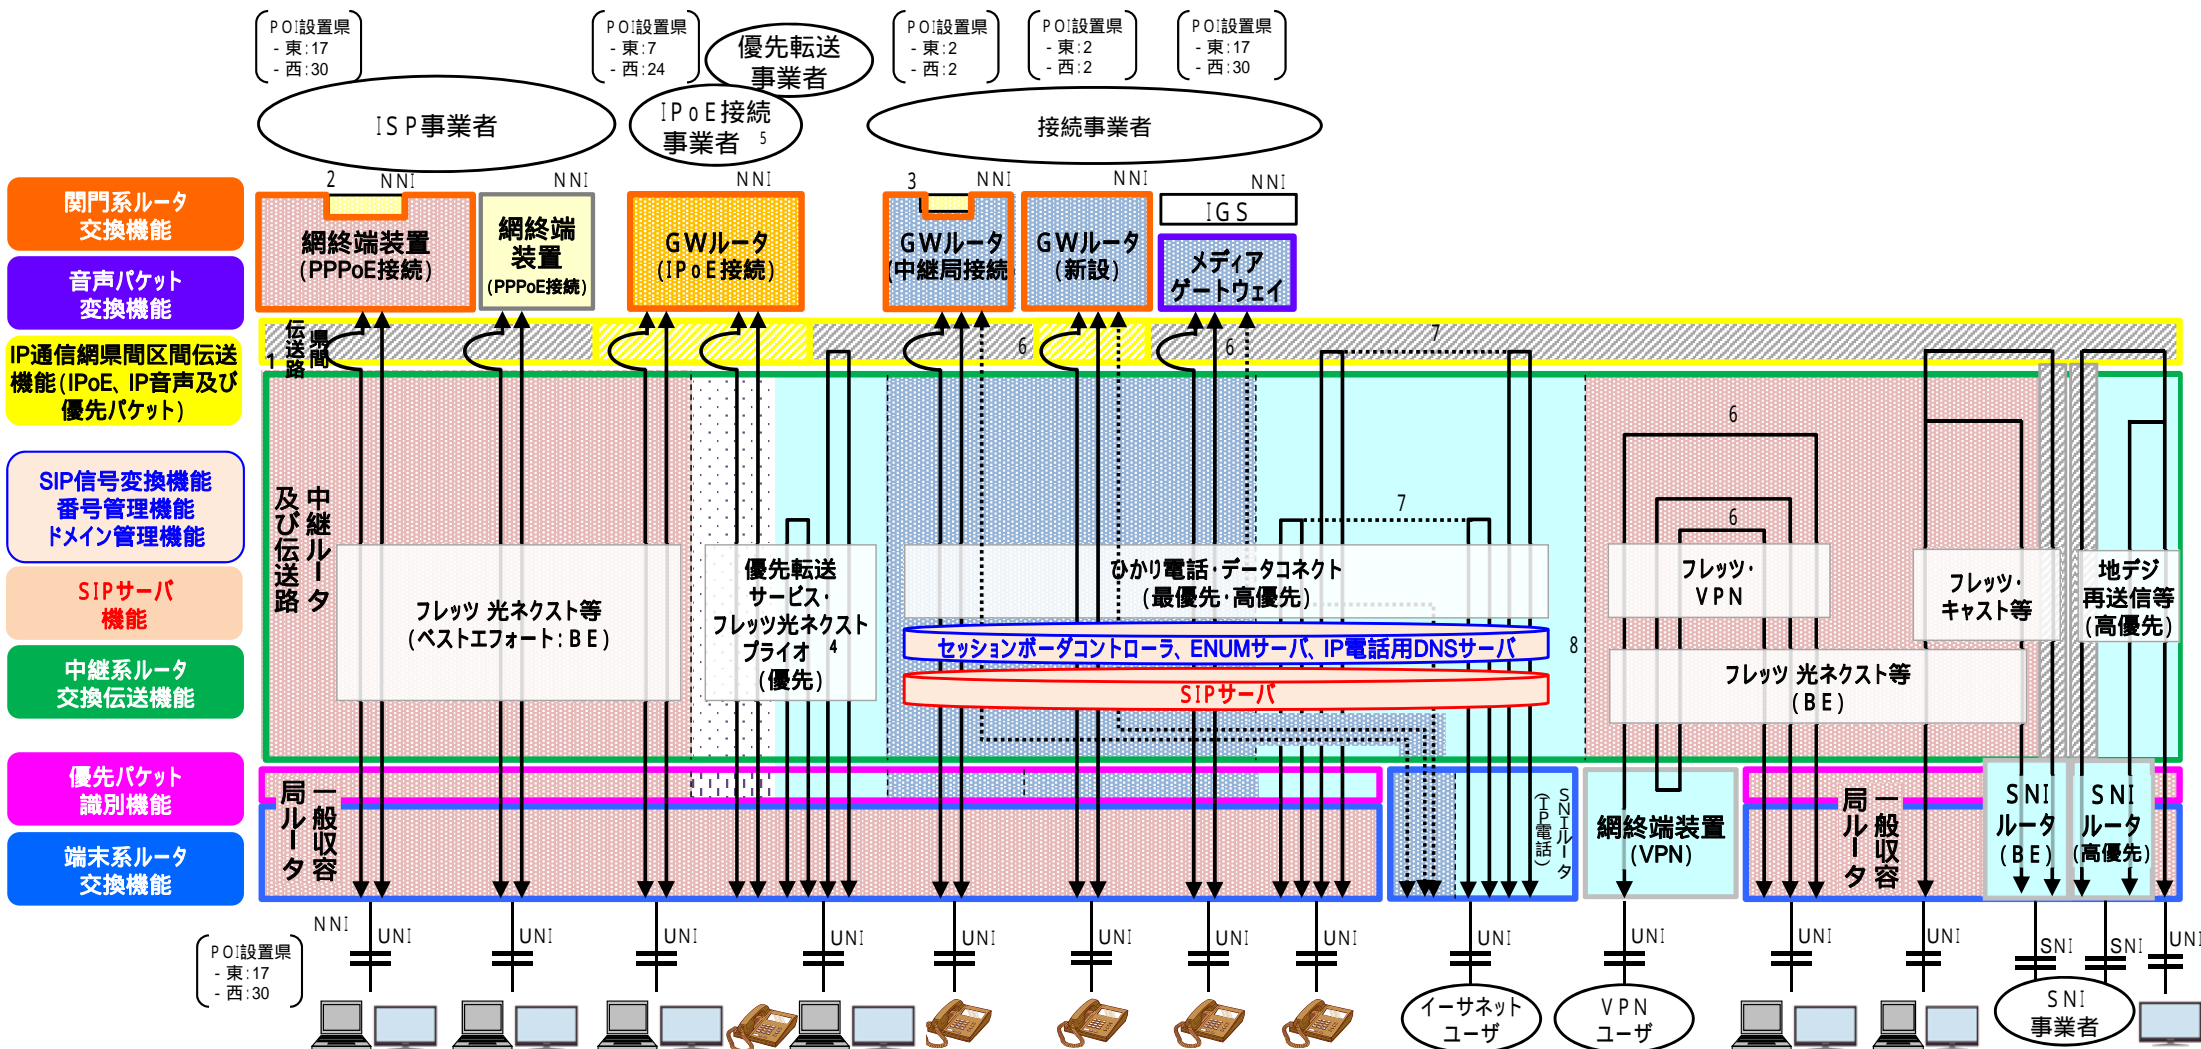 POI設置県
- 東:17
- 西:30
POI設置県
- 東:7
- 西:24
優先転送
事業者
POI設置県
- 東:2
- 西:2
POI設置県
- 東:2
- 西:2
POI設置県
- 東:17
- 西:30
ISP事業者
IPoE接続
事業者 5
接続事業者
2
NNI
NNI
NNI
3
NNI
NNI
NNI
関門系ルータ
交換機能
網終端装置
(PPPoE接続)
網終端
装置
(PPPoE接続)
GWルータ
(IPoE接続)
GWルータ
(中継局接続)
GWルータ
(新設)
IGS
メディア
ゲートウェイ
音声パケット
変換機能
IP通信網県間区間伝送
機能(IPoE、IP音声及び
優先パケット)
県間
伝送路
1
6
6
7
SIP信号変換機能
番号管理機能
ドメイン管理機能
SIPサーバ
機能
中継系ルータ
交換伝送機能
中継ルータ
及び伝送路
6
6
7
フレッツ 光ネクスト等
(ベストエフォート:BE)
優先転送
サービス・
フレッツ光ネクスト
プライオ 4
(優先)
ひかり電話・データコネクト
(最優先・高優先)
セッションボーダコントローラ、ENUMサーバ、IP電話用DNSサーバ
SIPサーバ
8
フレッツ・
VPN
フレッツ・
キャスト等
地デジ
再送信等
(高優先)
フレッツ 光ネクスト等
(BE)
優先パケット
識別機能
端末系ルータ
交換機能
一般収容
局ルータ
SNIルータ
(IP電話)
網終端装置
(VPN)
一般収容
局ルータ
SNI
ルータ
(BE)
SNI
ルータ
(高優先)
NNI
POI設置県
- 東:17
- 西:30
UNI
UNI
UNI
UNI
UNI
UNI
UNI
UNI
UNI
UNI
UNI
UNI
SNI
SNI
UNI
イーサネット
ユーザ
VPN
ユーザ
SNI
事業者